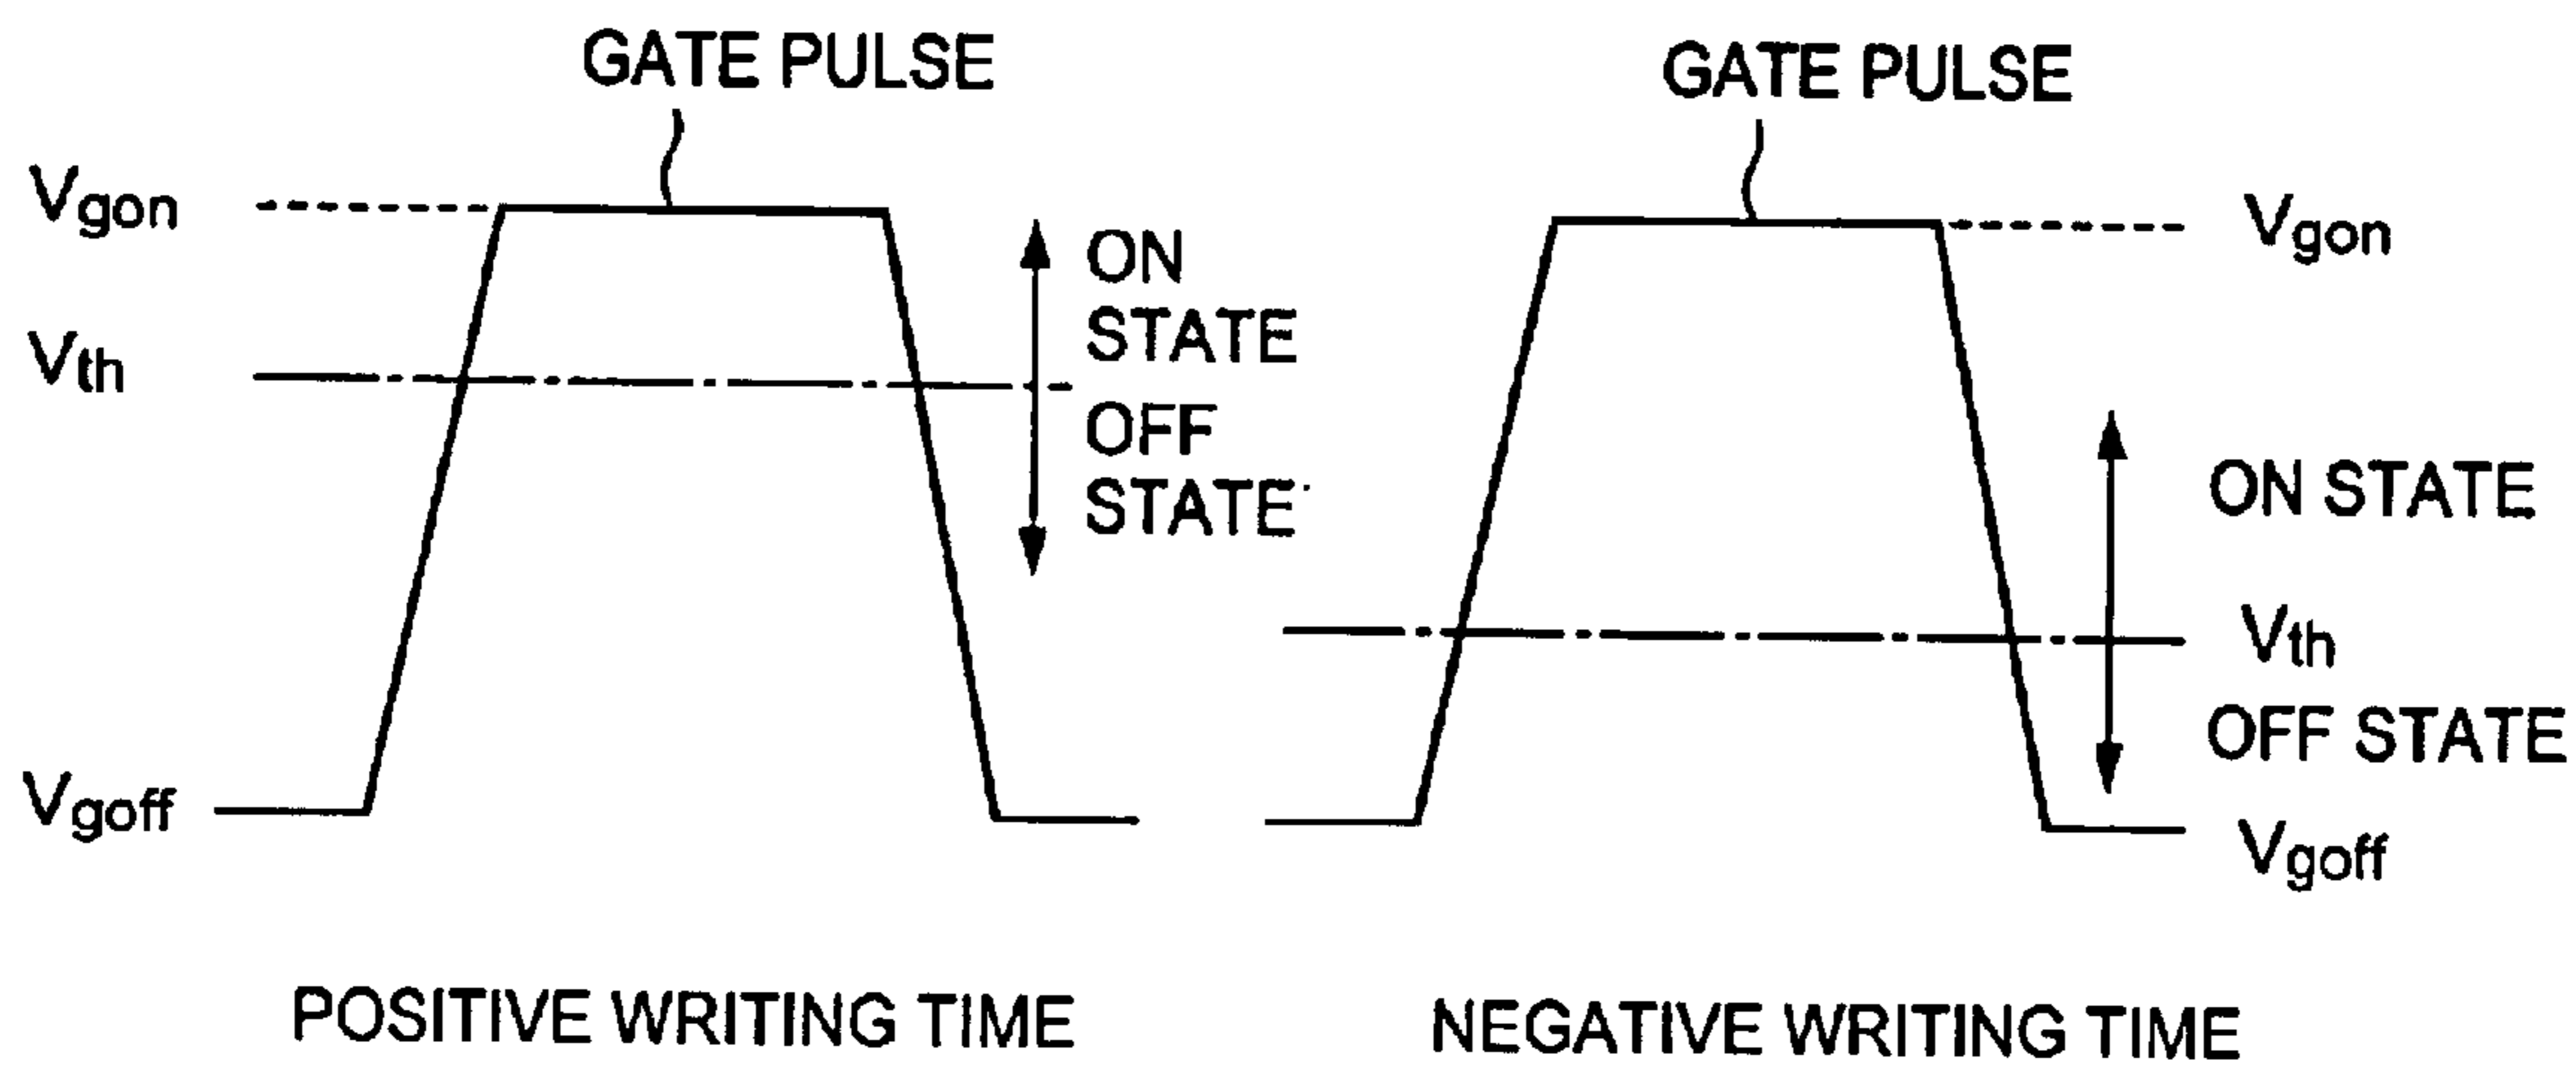 GATE PULSE
Vgon
ON
STATE
Vth
OFF
STATE
Vgoff
POSITIVE WRITING TIME
GATE PULSE
Vgon
ON STATE
Vth
OFF STATE
Vgoff
NEGATIVE WRITING TIME